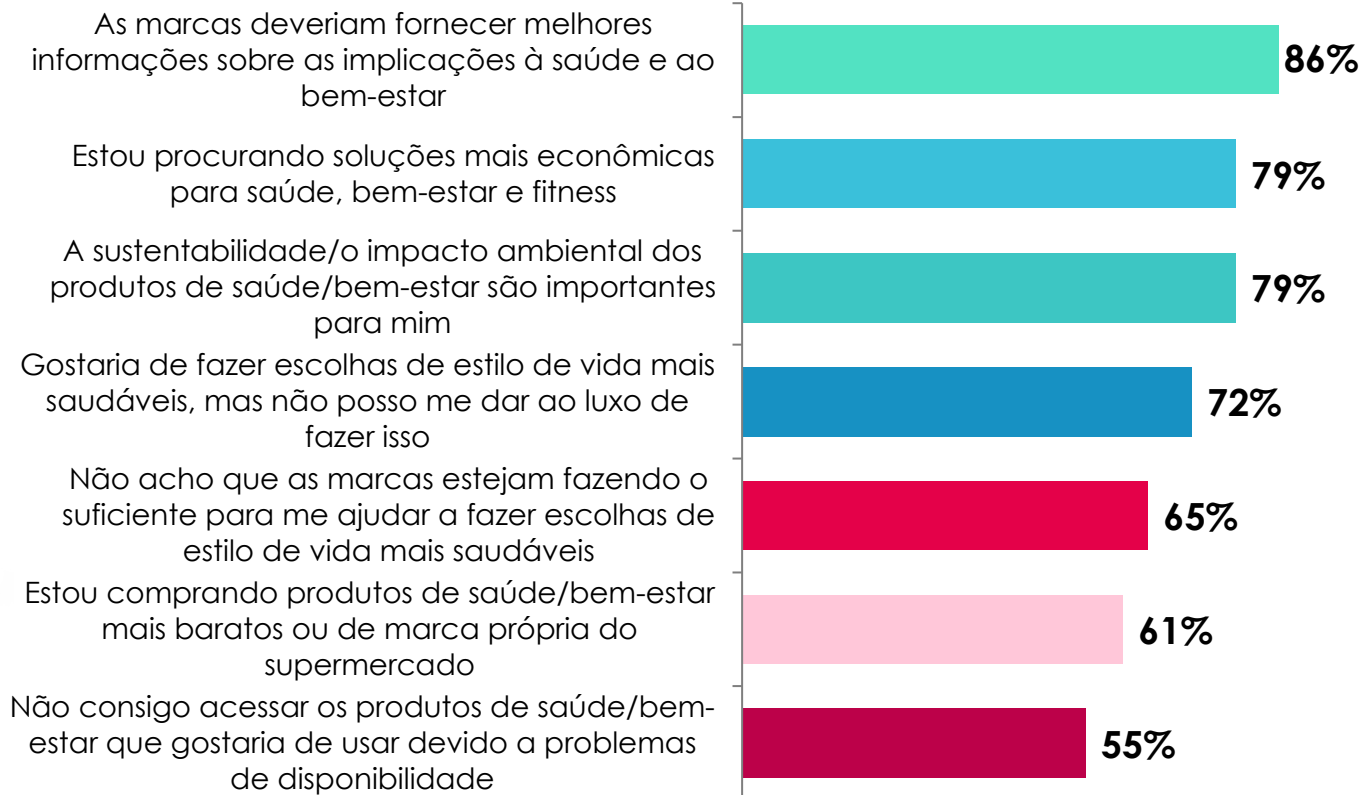 As marcas deveriam fornecer melhores
informações sobre as implicações à saúde e ao
bem-estar
86%
Estou procurando soluções mais econômicas
para saúde, bem-estar e fitness
79%
A sustentabilidade/o impacto ambiental dos
produtos de saúde/bem-estar são importantes
para mim
79%
Gostaria de fazer escolhas de estilo de vida mais
saudáveis, mas não posso me dar ao luxo de
fazer isso
72%
Não acho que as marcas estejam fazendo o
suficiente para me ajudar a fazer escolhas de
estilo de vida mais saudáveis
65%
Estou comprando produtos de saúde/bem-estar
mais baratos ou de marca própria do
supermercado
61%
Não consigo acessar os produtos de saúde/bem-
estar que gostaria de usar devido a problemas
de disponibilidade
55%